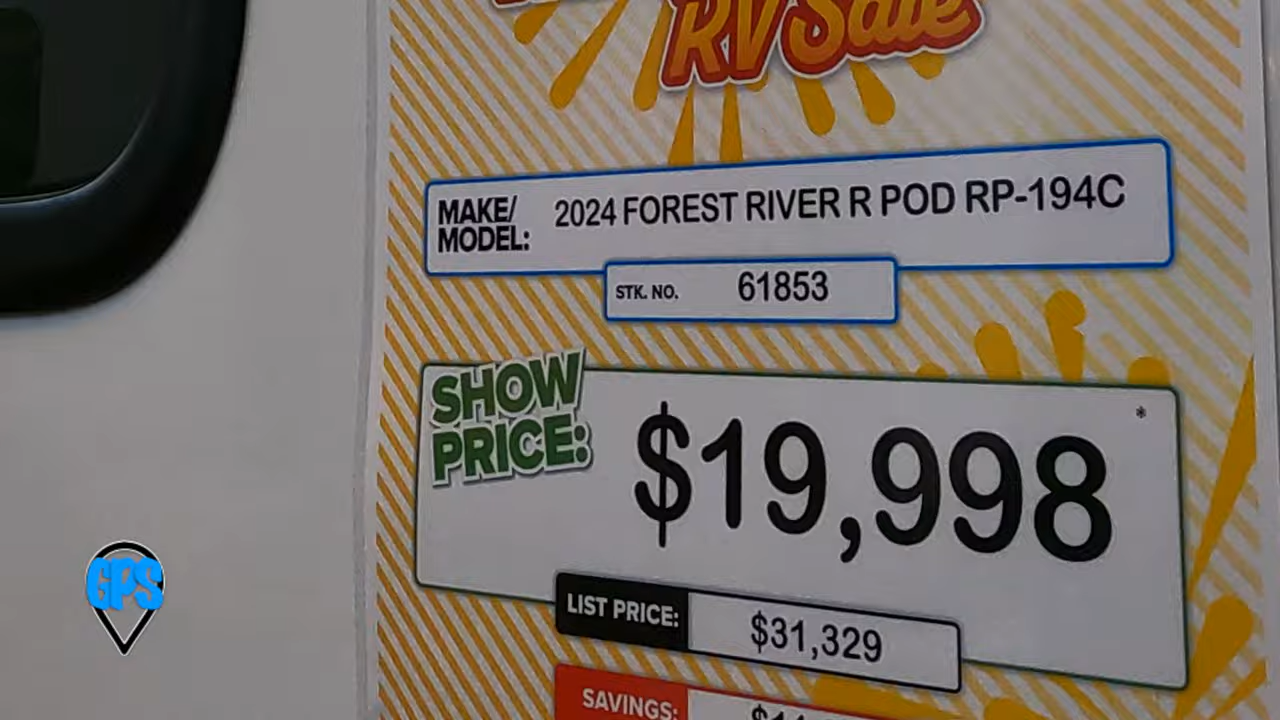 RV Sale
MAKE/
MODEL:
2024 FOREST RIVER R POD RP-194C
STK. NO. 61853
SHOW
PRICE:
$19,998*
LIST PRICE: $31,329
SAVINGS:
GPS